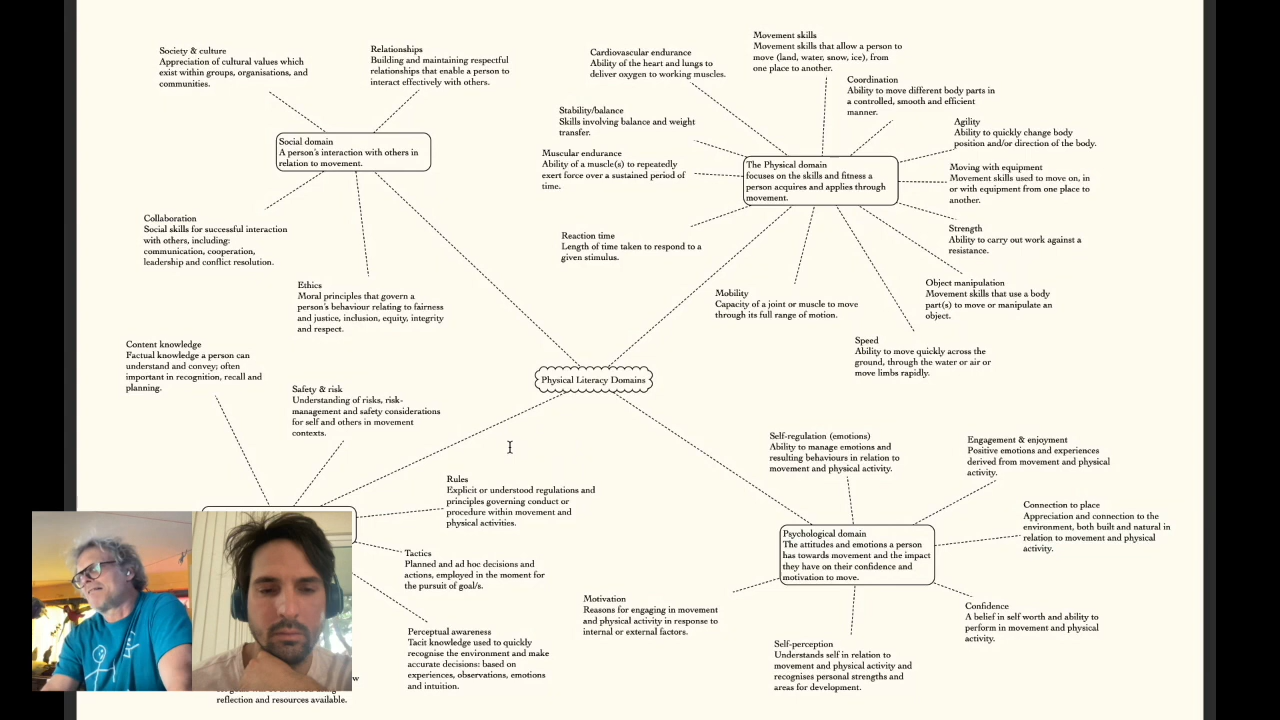 Society & culture
Appreciation of cultural values which
exist within groups, organisations, and
communities.
Relationships
Building and maintaining respectful
relationships that enable a person to
interact effectively with others.
Social domain
A person's interaction with others in
relation to movement.
Collaboration
Social skills for successful interaction
with others, including:
communication, cooperation,
leadership and conflict resolution.
Ethics
Moral principles that govern a
person's behaviour relating to fairness
and justice, inclusion, equity, integrity
and respect.
Cardiovascular endurance
Ability of the heart and lungs to
deliver oxygen to working muscles.
Movement skills
Movement skills that allow a person to
move (land, water, snow, ice), from
one place to another.
Coordination
Ability to move different body parts in
a controlled, smooth and efficient
manner.
Stability/balance
Skills involving balance and weight
transfer.
Agility
Ability to quickly change body
position and/or direction of the body.
Muscular endurance
Ability of a muscle(s) to repeatedly
exert force over a sustained period of
time.
The Physical domain
focuses on the skills and fitness a
person acquires and applies through
movement.
Moving with equipment
Movement skills used to move on, in
or with equipment from one place to
another.
Reaction time
Length of time taken to respond to a
given stimulus.
Strength
Ability to carry out work against a
resistance.
Mobility
Capacity of a joint or muscle to move
through its full range of motion.
Object manipulation
Movement skills that use a body
part(s) to move or manipulate an
object.
Speed
Ability to move quickly across the
ground, through the water or air or
move limbs rapidly.
Physical Literacy Domains
Content knowledge
Factual knowledge a person can
understand and convey; often
important in recognition, recall and
planning.
Safety & risk
Understanding of risks, risk-
management and safety considerations
for self and others in movement
contexts.
Rules
Explicit or understood regulations and
principles governing conduct or
procedure within movement and
physical activities.
Tactics
Planned and ad hoc decisions and
actions, employed in the moment for
the pursuit of goal/s.
Perceptual awareness
Tacit knowledge used to quickly
recognise the environment and make
accurate decisions: based on
experiences, observations, emotions
and intuition.
reflection and resources available.
Self-regulation (emotions)
Ability to manage emotions and
resulting behaviours in relation to
movement and physical activity.
Engagement & enjoyment
Positive emotions and experiences
derived from movement and physical
activity.
Connection to place
Appreciation and connection to the
environment, both built and natural in
relation to movement and physical
activity.
Psychological domain
The attitudes and emotions a person
has towards movement and the impact
they have on their confidence and
motivation to move.
Motivation
Reasons for engaging in movement
and physical activity in response to
internal or external factors.
Confidence
A belief in self worth and ability to
perform in movement and physical
activity.
Self-perception
Understands self in relation to
movement and physical activity and
recognises personal strengths and
areas for development.